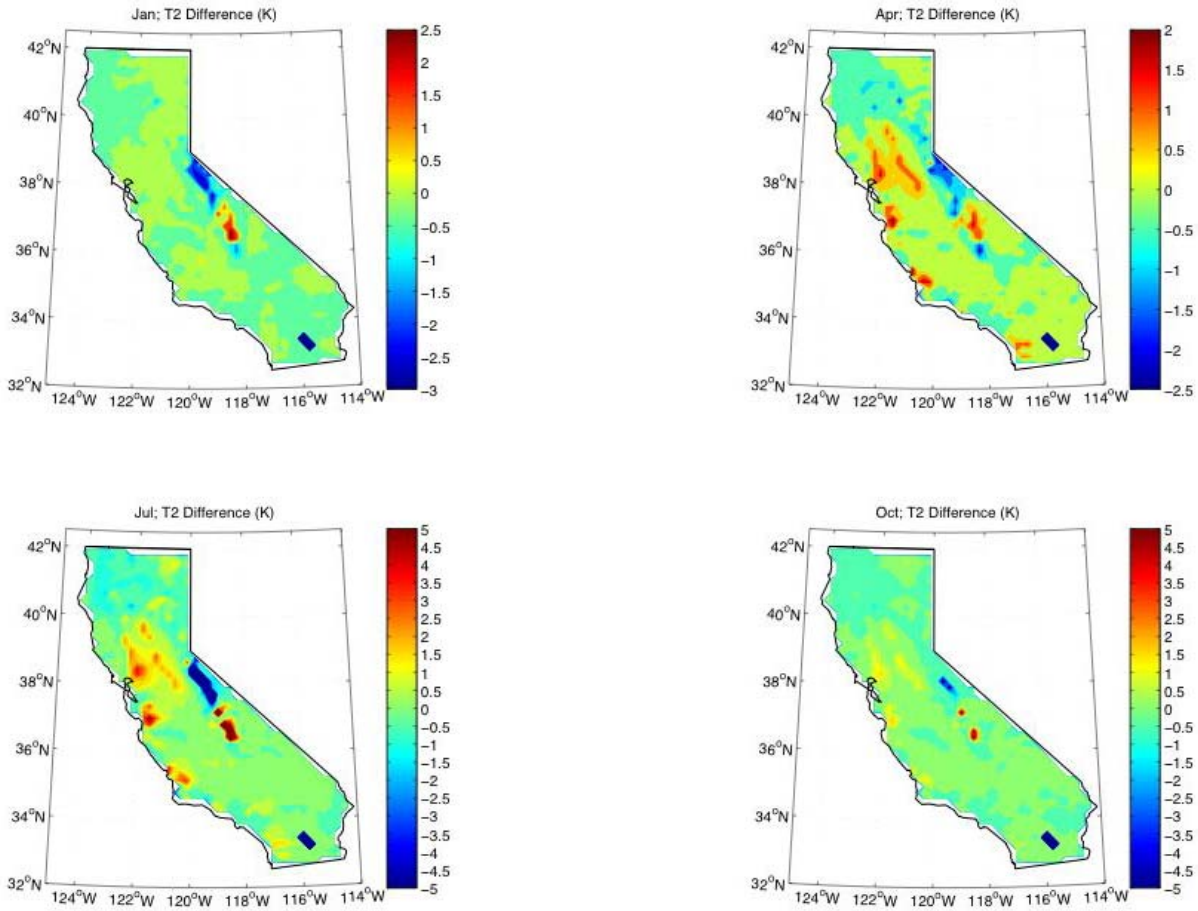 Jan; T2 Difference (K)
42°N
40°N
38°N
36°N
34°N
32°N
124°W 122°W 120°W 118°W 116°W 114°W
2.5
2
1.5
1
0.5
0
−0.5
−1
−1.5
−2
−2.5
−3
Apr; T2 Difference (K)
42°N
40°N
38°N
36°N
34°N
32°N
124°W 122°W 120°W 118°W 116°W 114°W
2
1.5
1
0.5
0
−0.5
−1
−1.5
−2
−2.5
Jul; T2 Difference (K)
42°N
40°N
38°N
36°N
34°N
32°N
124°W 122°W 120°W 118°W 116°W 114°W
5
4.5
4
3.5
3
2.5
2
1.5
1
0.5
0
−0.5
−1
−1.5
−2
−2.5
−3
−3.5
−4
−4.5
−5
Oct; T2 Difference (K)
42°N
40°N
38°N
36°N
34°N
32°N
124°W 122°W 120°W 118°W 116°W 114°W
5
4.5
4
3.5
3
2.5
2
1.5
1
0.5
0
−0.5
−1
−1.5
−2
−2.5
−3
−3.5
−4
−4.5
−5